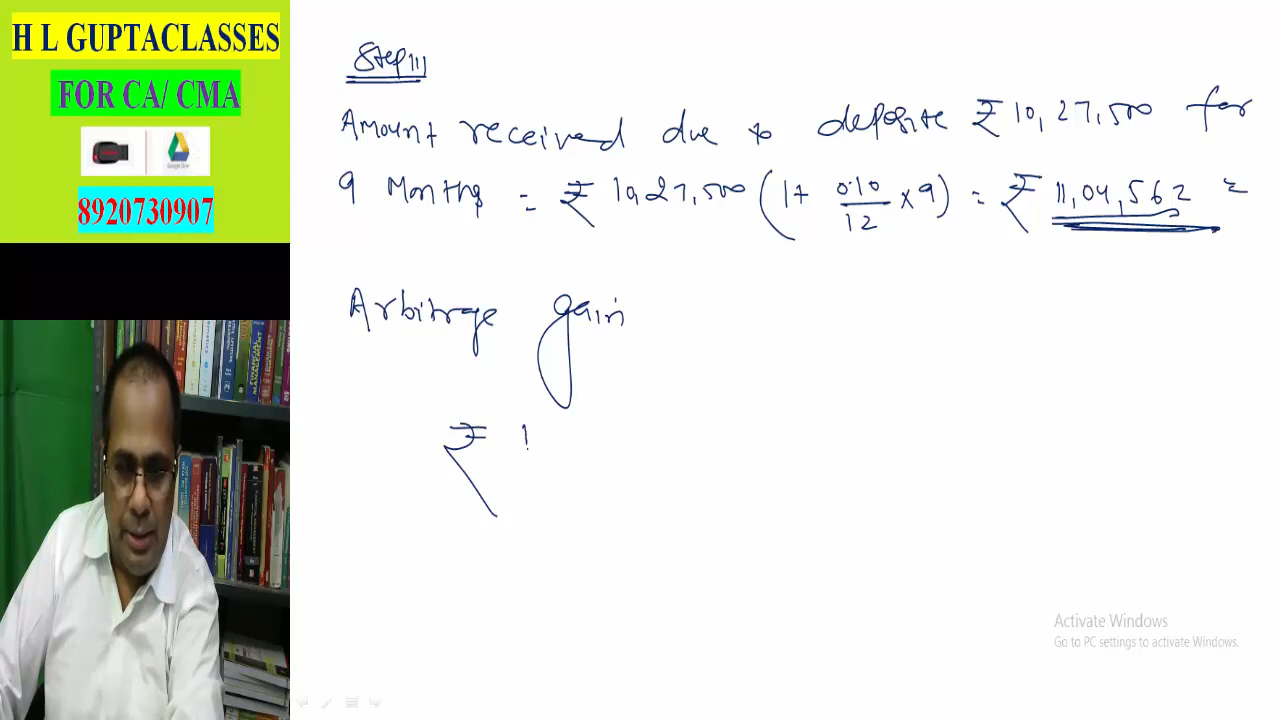 H L GUPTACLASSES
FOR CA/ CMA
Google Drive
8920730907
Step III
Amount received due to deposite ₹ 10,27,500 for
9 Months = ₹ 10,27,500 (1+ 0.10/12 ×9) = ₹ 11,04,562 =
Arbitrage gain
₹ 1
Activate Windows
Go to PC settings to activate Windows.